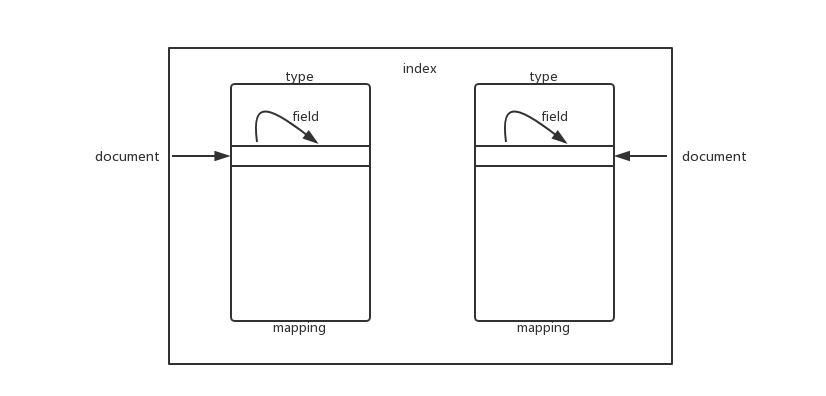 index
type
type
field
field
document
document
mapping
mapping